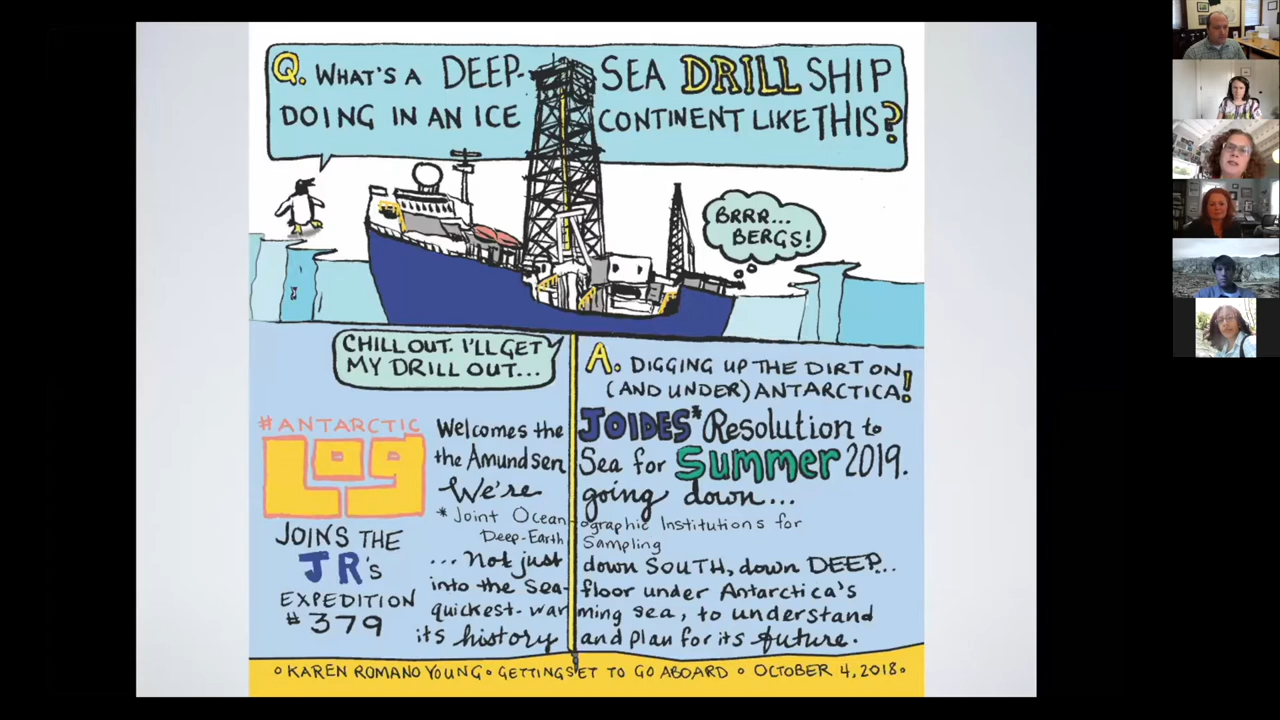 Q. WHAT'S A DEEP-SEA DRILL SHIP
DOING IN AN ICE CONTINENT LIKE THIS?
BRRR...
BERGS!
CHILL OUT. I'LL GET
MY DRILL OUT...
A. DIGGING UP THE DIRT ON
(AND UNDER) ANTARCTICA!
#ANTARCTIC
LOG
JOINS THE
JR's
EXPEDITION
#379
Welcomes the JOIDES* Resolution to
the Amundsen Sea for Summer 2019.
We're going down...
* Joint Oceanographic Institutions for
Deep-Earth Sampling
...Not just down SOUTH, down DEEP...
into the Sea-floor under Antarctica's
quickest-warming sea, to understand
its history and plan for its future.
• KAREN ROMANO YOUNG • GETTING SET TO GO ABOARD • OCTOBER 4, 2018 •